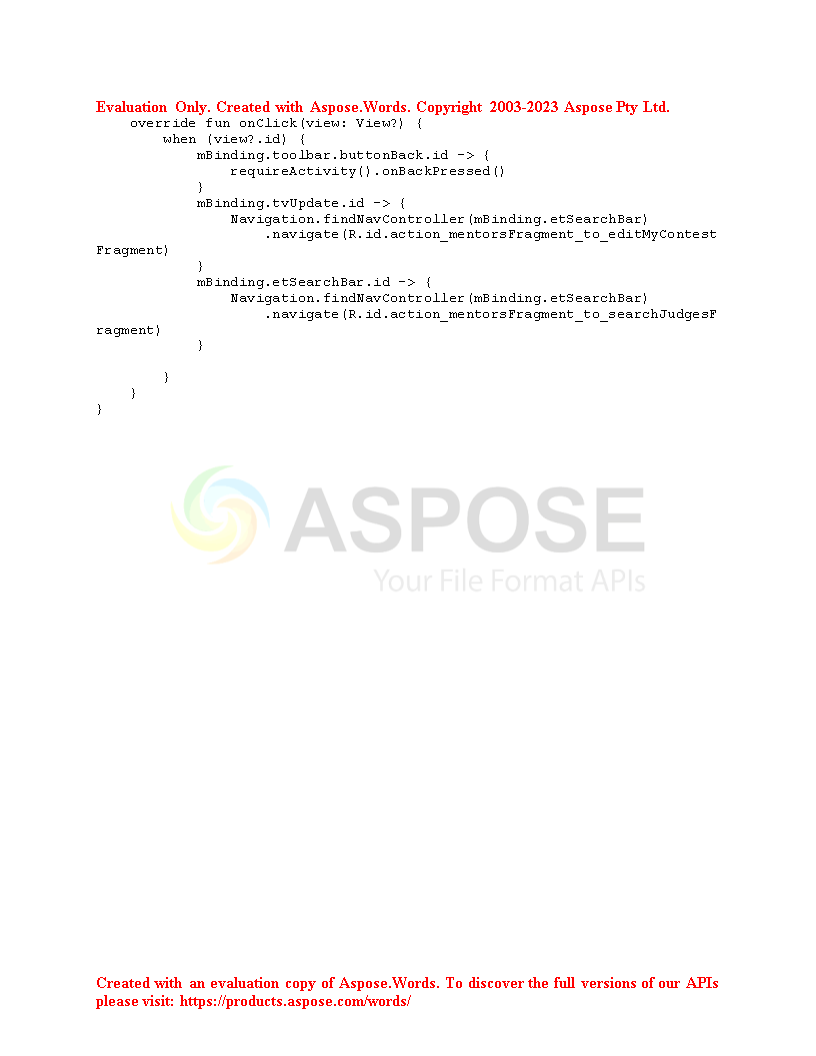 Evaluation Only. Created with Aspose.Words. Copyright 2003-2023 Aspose Pty Ltd.
    override fun onClick(view: View?) {
        when (view?.id) {
            mBinding.toolbar.buttonBack.id -> {
                requireActivity().onBackPressed()
            }
            mBinding.tvUpdate.id -> {
                Navigation.findNavController(mBinding.etSearchBar)
                    .navigate(R.id.action_mentorsFragment_to_editMyContest
Fragment)
            }
            mBinding.etSearchBar.id -> {
                Navigation.findNavController(mBinding.etSearchBar)
                    .navigate(R.id.action_mentorsFragment_to_searchJudgesF
ragment)
            }
        }
    }
}
ASPOSE
Your File Format APIs
Created with an evaluation copy of Aspose.Words. To discover the full versions of our APIs
please visit: https://products.aspose.com/words/